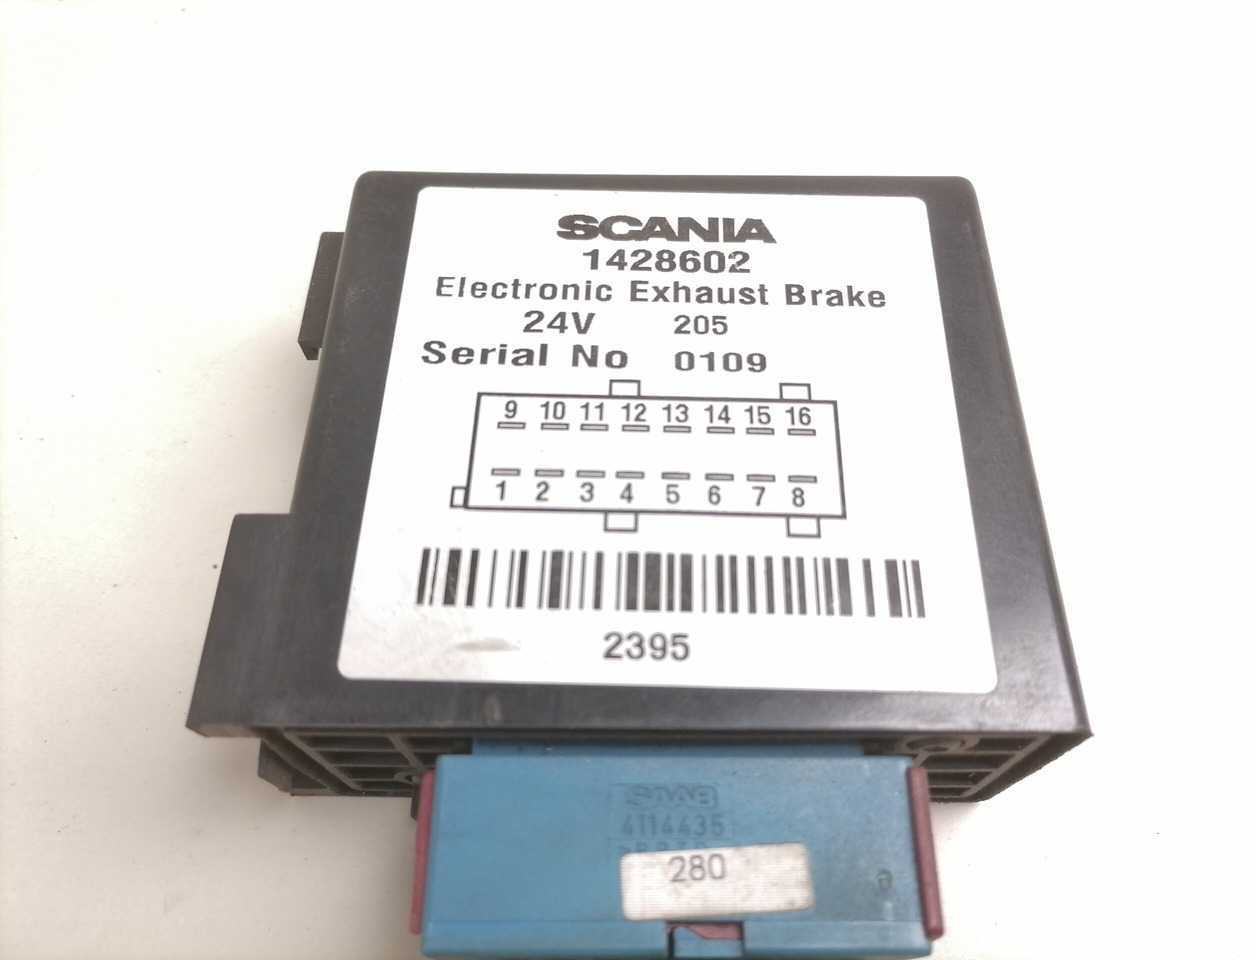 SCANIA
1428602
Electronic Exhaust Brake
24V 205
Serial No 0109
9 10 11 12 13 14 15 16
1 2 3 4 5 6 7 8
2395
SAAB
4114435
280